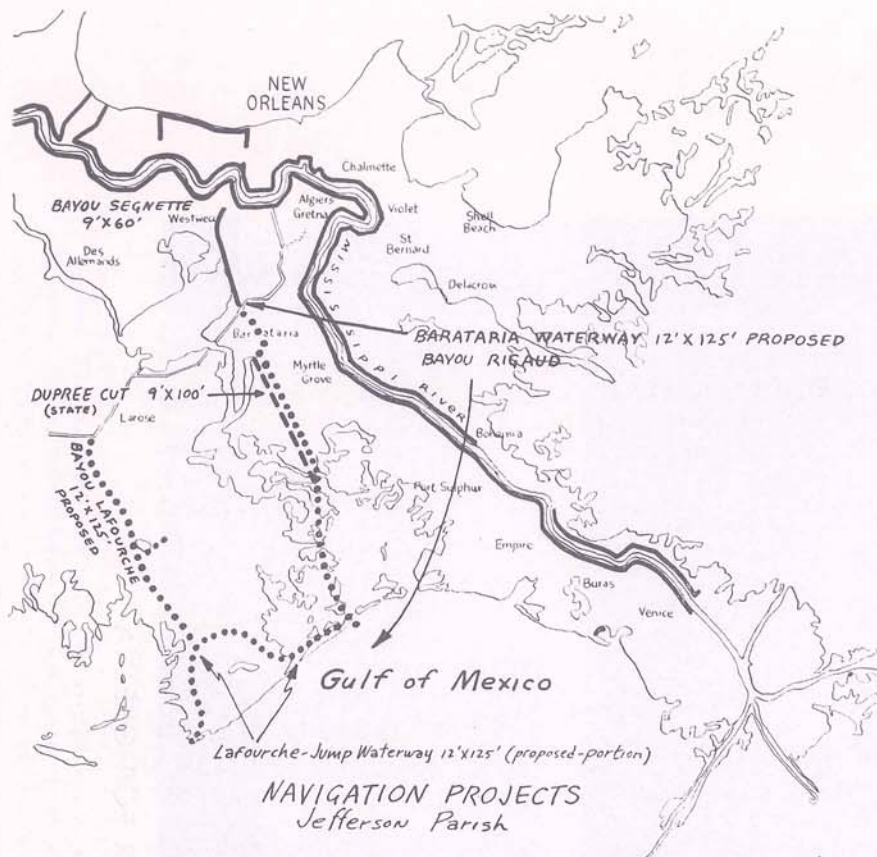 NEW
ORLEANS
Chalmette
BAYOU SEGNETTE
9'X60'
Westweg
Algiers
Gretna
Violet
Shell
Beach
St
Bernard
Des
Allemands
Delacroix
MISSISSIPPI RIVER
Barataria
BARATARIA WATERWAY 12'X125' PROPOSED
BAYOU RIGAUD
Myrtle
Grove
DUPREE CUT 9'X100'
(STATE)
Larose
Bohemia
BAYOU LAFOURCHE
12'X125'
PROPOSED
Port Sulphur
Empire
Buras
Venice
Gulf of Mexico
LaFourche-Jump Waterway 12'X125' (proposed-portion)
NAVIGATION PROJECTS
Jefferson Parish